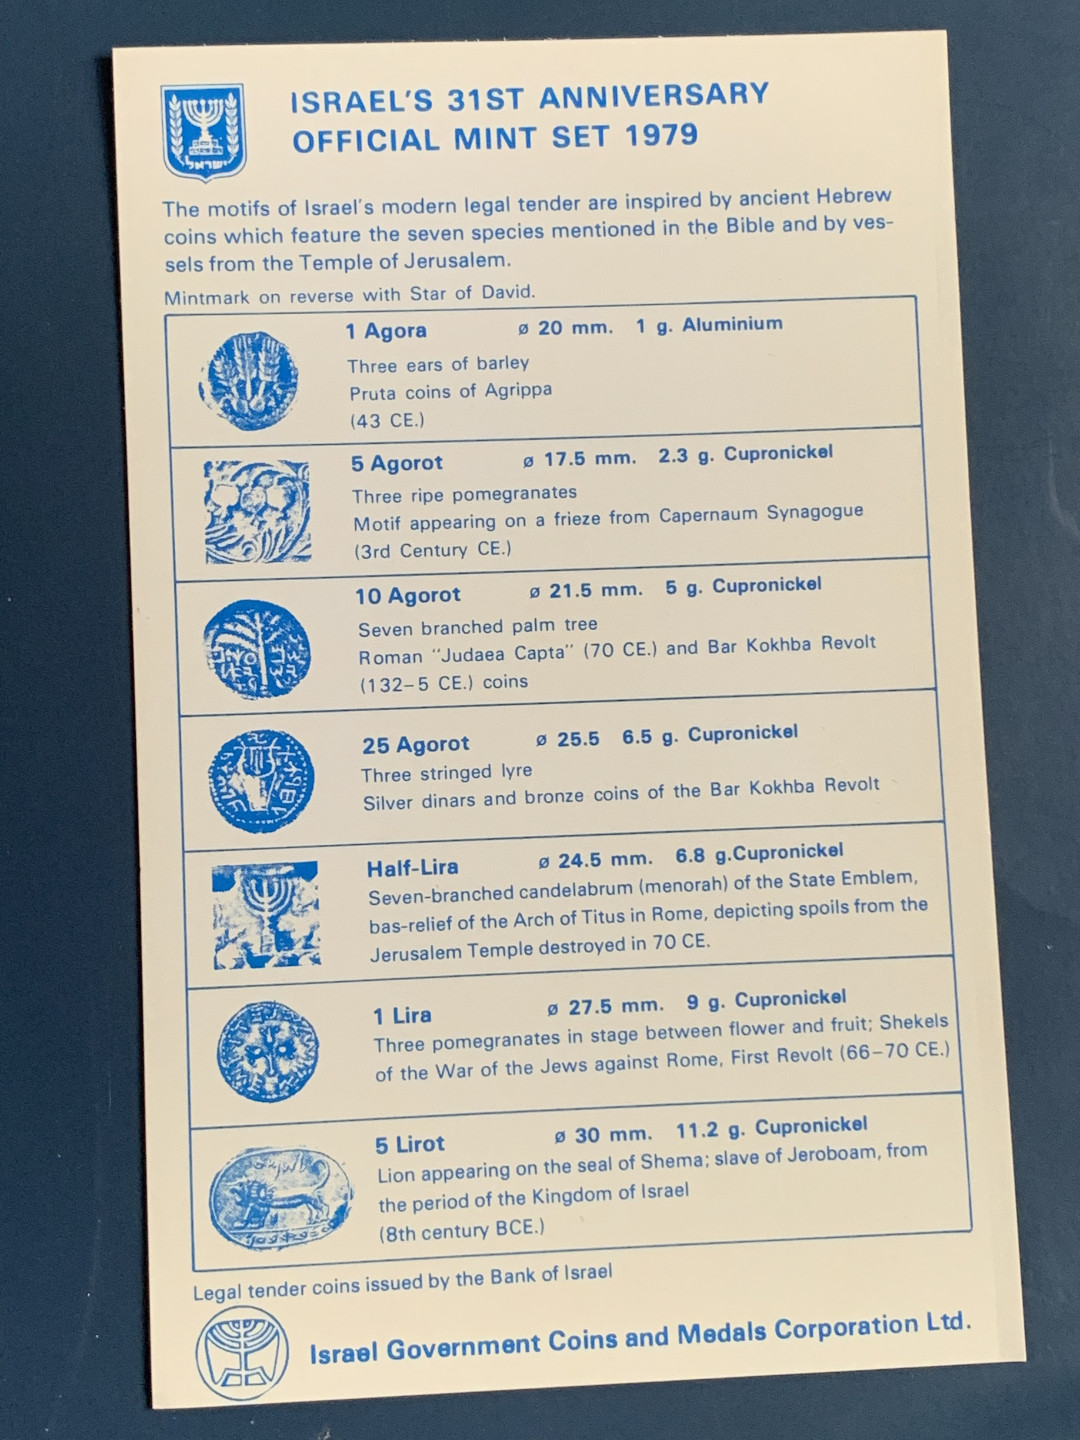 ישראל
ISRAEL'S 31ST ANNIVERSARY
OFFICIAL MINT SET 1979
The motifs of Israel's modern legal tender are inspired by ancient Hebrew
coins which feature the seven species mentioned in the Bible and by ves-
sels from the Temple of Jerusalem.
Mintmark on reverse with Star of David.
1 Agora ø 20 mm. 1 g. Aluminium
Three ears of barley
Pruta coins of Agrippa
(43 CE.)
5 Agorot ø 17.5 mm. 2.3 g. Cupronickel
Three ripe pomegranates
Motif appearing on a frieze from Capernaum Synagogue
(3rd Century CE.)
10 Agorot ø 21.5 mm. 5 g. Cupronickel
Seven branched palm tree
Roman "Judaea Capta" (70 CE.) and Bar Kokhba Revolt
(132–5 CE.) coins
25 Agorot ø 25.5 6.5 g. Cupronickel
Three stringed lyre
Silver dinars and bronze coins of the Bar Kokhba Revolt
Half-Lira ø 24.5 mm. 6.8 g.Cupronickel
Seven-branched candelabrum (menorah) of the State Emblem,
bas-relief of the Arch of Titus in Rome, depicting spoils from the
Jerusalem Temple destroyed in 70 CE.
1 Lira ø 27.5 mm. 9 g. Cupronickel
Three pomegranates in stage between flower and fruit; Shekels
of the War of the Jews against Rome, First Revolt (66–70 CE.)
5 Lirot ø 30 mm. 11.2 g. Cupronickel
Lion appearing on the seal of Shema; slave of Jeroboam, from
the period of the Kingdom of Israel
(8th century BCE.)
Legal tender coins issued by the Bank of Israel
Israel Government Coins and Medals Corporation Ltd.